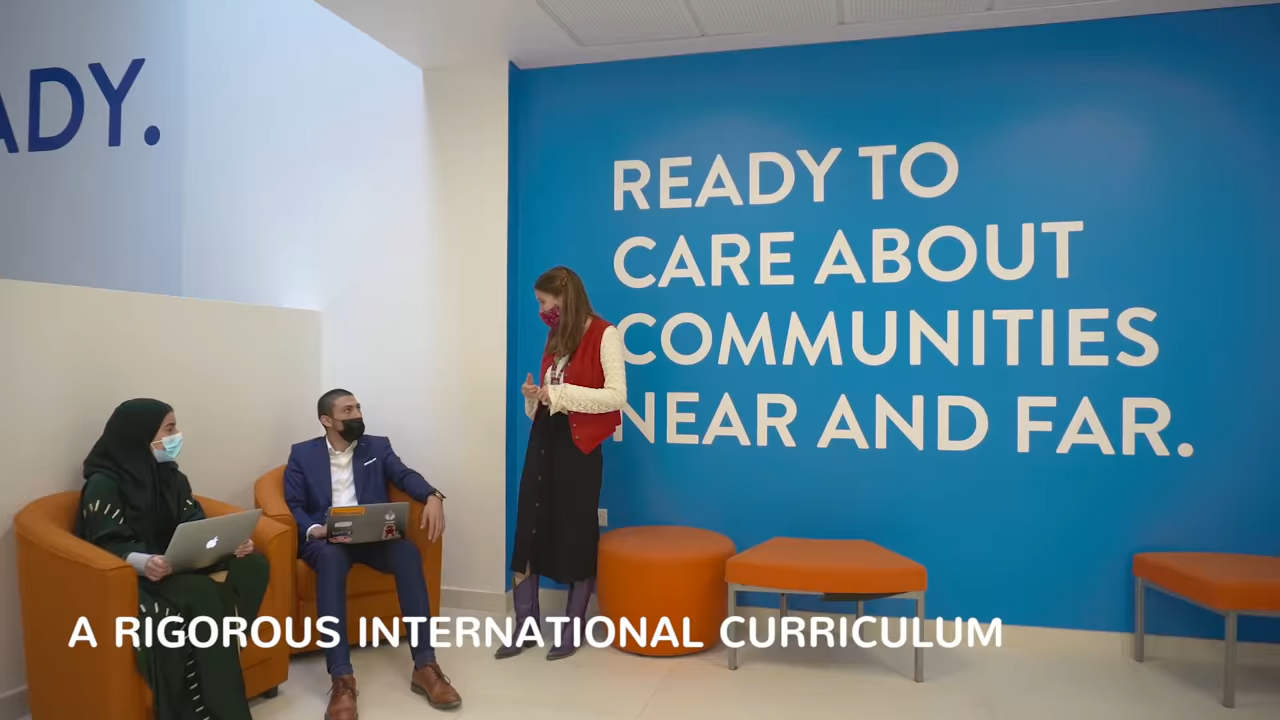 ADY.
READY TO
CARE ABOUT
COMMUNITIES
NEAR AND FAR.
A RIGOROUS INTERNATIONAL CURRICULUM